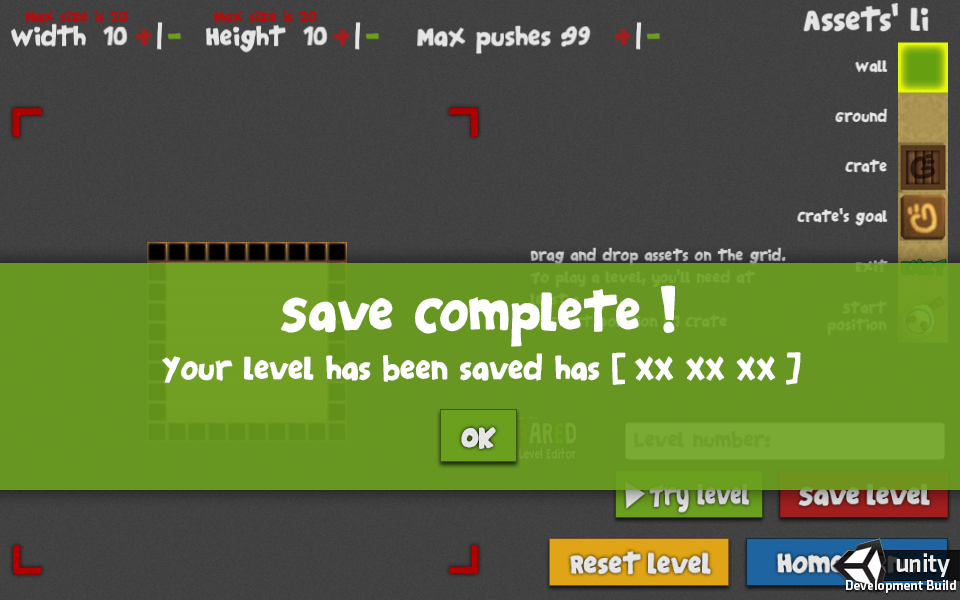 Max size is 20
Max size is 20
Width 10 +|-
Height 10 +|-
Max pushes 99 +|-
Assets' Li
Wall
Ground
Crate
Crate's goal
Exit
Start
position
Drag and drop assets on the grid.
To play a level, you'll need at
crate
Save complete !
Your level has been saved has [ XX XX XX ]
OK
ARED
Level Editor
Level number:
Try level
Save level
Reset level
Home
unity
Development Build